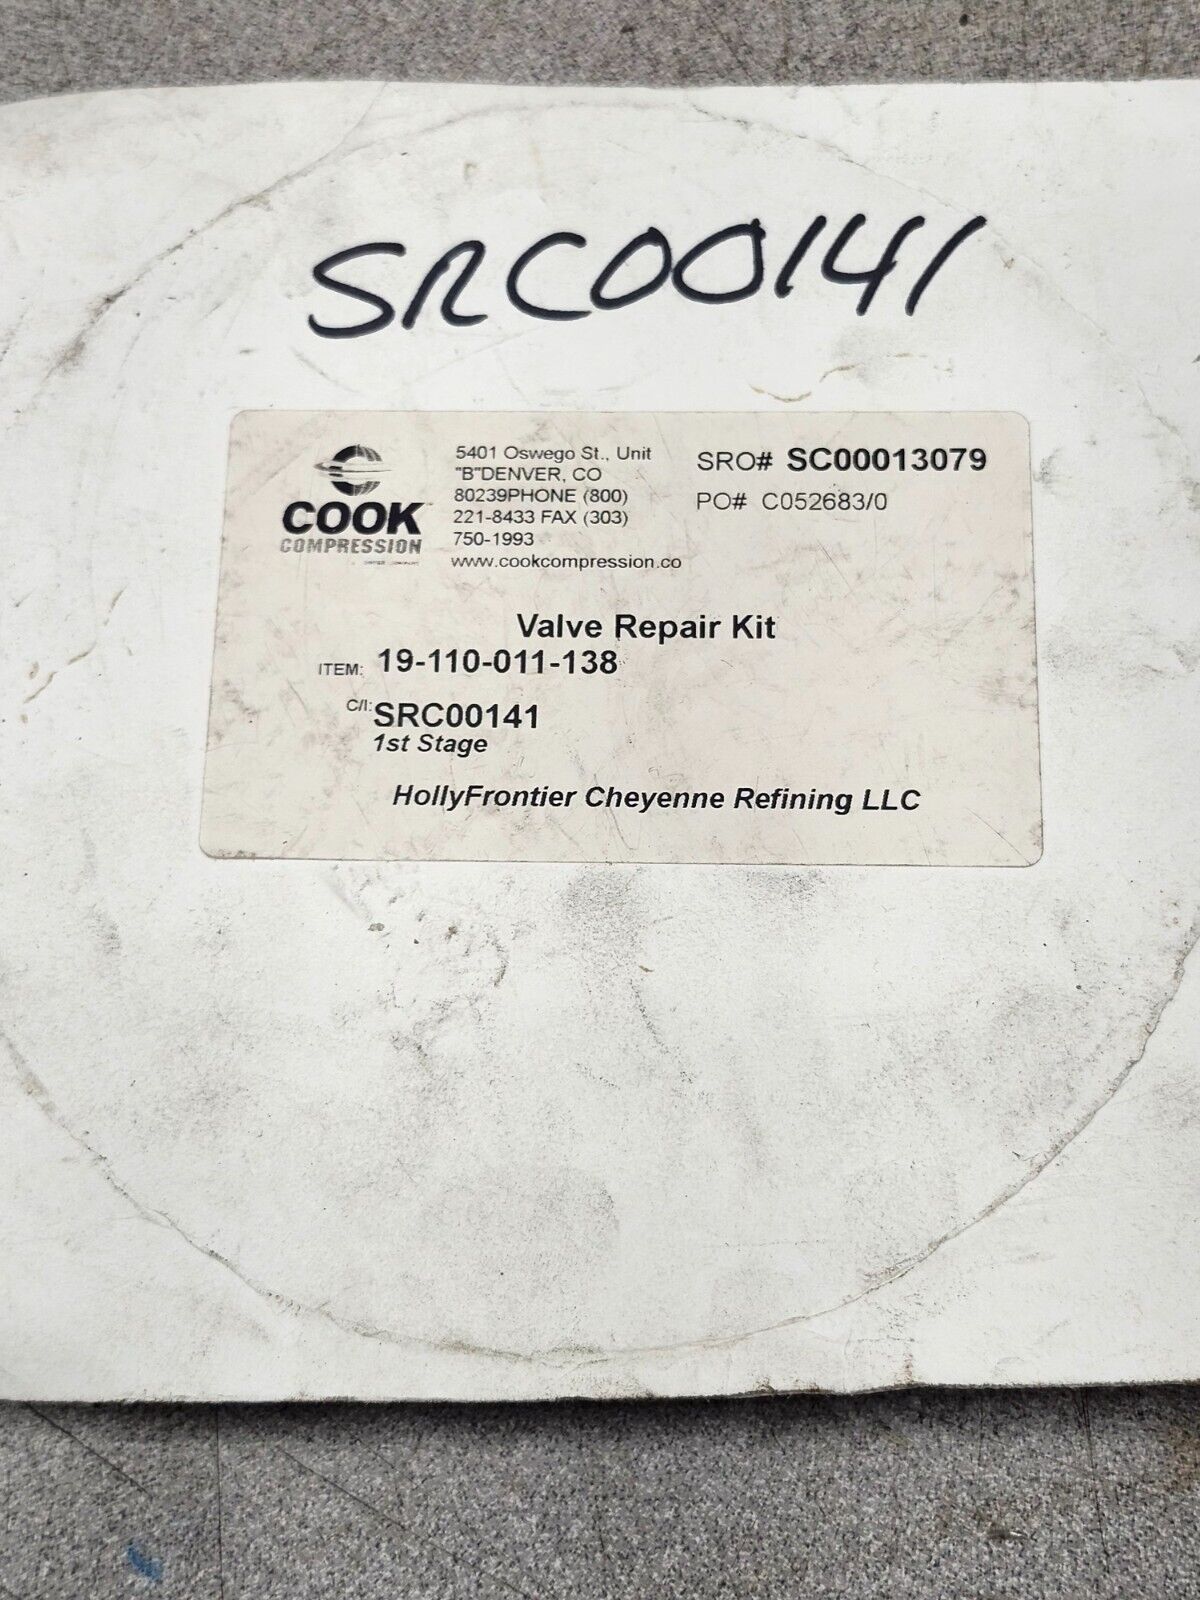 SRC00141
COOK
COMPRESSION
5401 Oswego St., Unit
"B"DENVER, CO
80239PHONE (800)
221-8433 FAX (303)
750-1993
www.cookcompression.co
SRO# SC00013079
PO# C052683/0
Valve Repair Kit
ITEM: 19-110-011-138
C/I: SRC00141
1st Stage
HollyFrontier Cheyenne Refining LLC